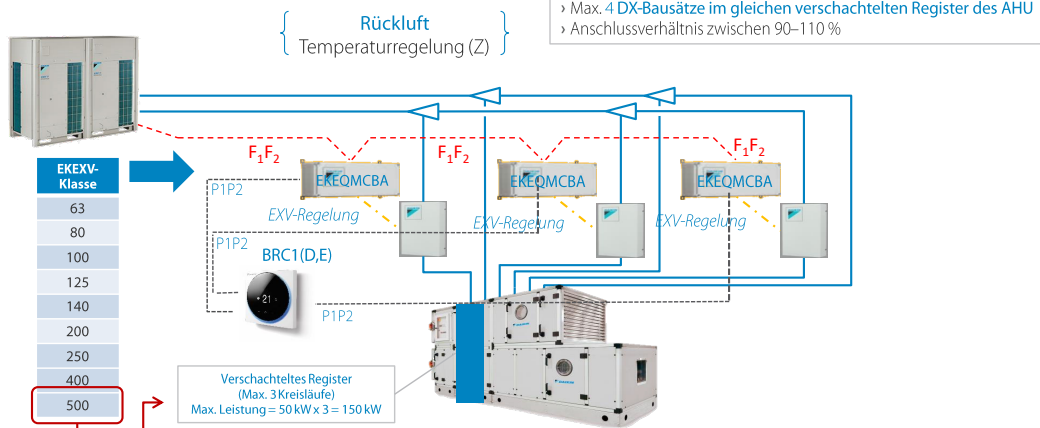 › Max. 4 DX-Bausätze im gleichen verschachtelten Register des AHU
› Anschlussverhältnis zwischen 90–110 %
Rückluft
Temperaturregelung (Z)
F₁F₂
F₁F₂
F₁F₂
EKEXV-
Klasse
63
80
100
125
140
200
250
400
500
EKEQMCBA
EKEQMCBA
EKEQMCBA
P1P2
EXV-Regelung
EXV-Regelung
EXV-Regelung
P1P2
BRC1(D,E)
21
P1P2
Verschachteltes Register
(Max. 3 Kreisläufe)
Max. Leistung = 50 kW x 3 = 150 kW